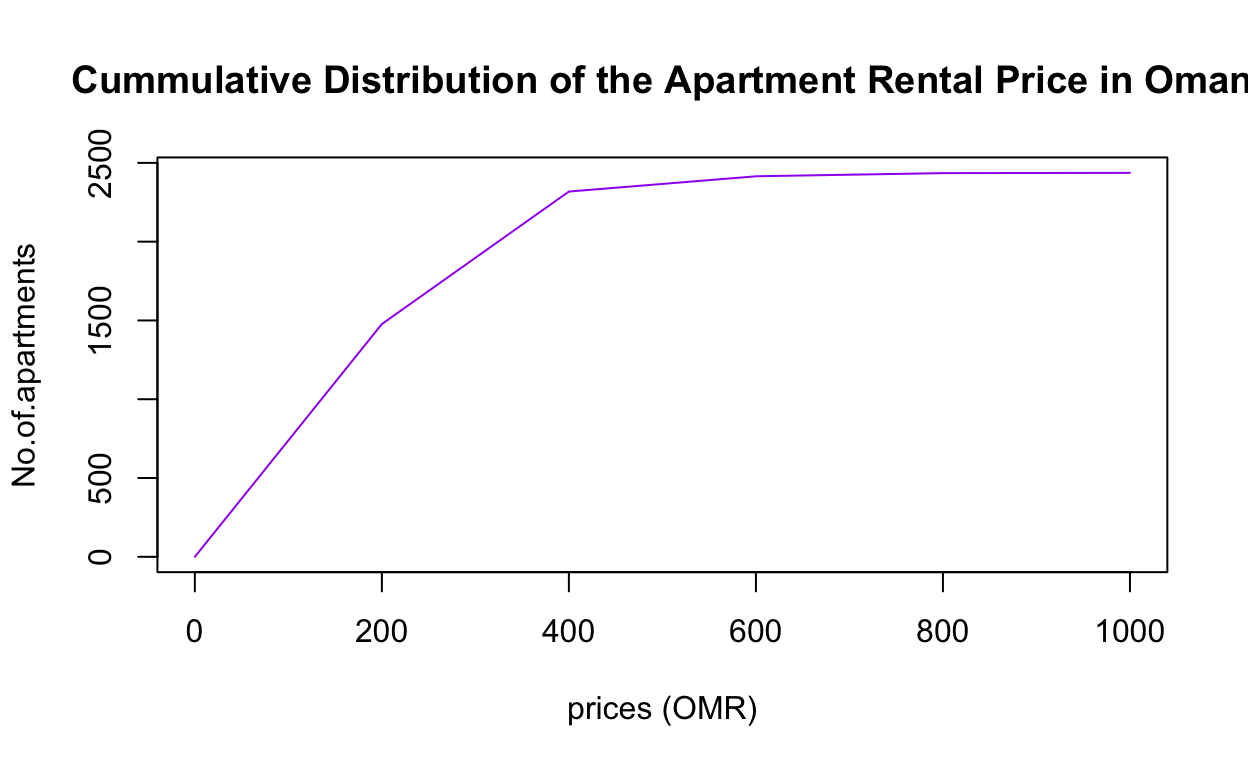 Cummulative Distribution of the Apartment Rental Price in Oman
2500
1500
500
0
No.of.apartments
0 200 400 600 800 1000
prices (OMR)